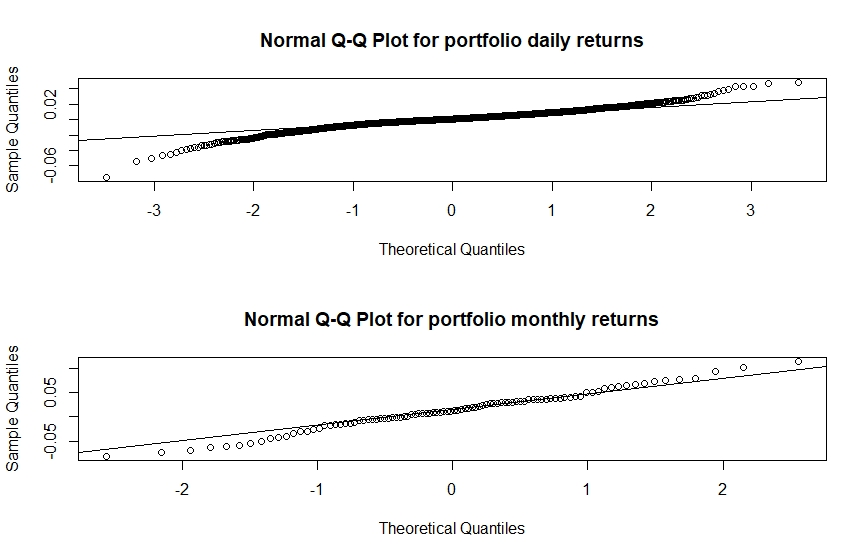 Normal Q-Q Plot for portfolio daily returns
Sample Quantiles
0.02
-0.06
-3 -2 -1 0 1 2 3
Theoretical Quantiles
Normal Q-Q Plot for portfolio monthly returns
Sample Quantiles
0.05
-0.05
-2 -1 0 1 2
Theoretical Quantiles